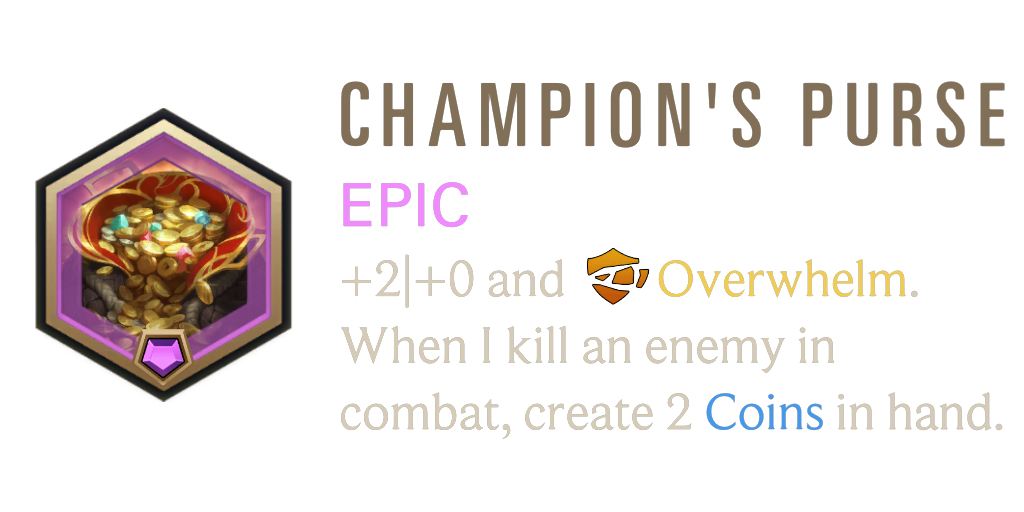 CHAMPION'S PURSE
EPIC
+2|+0 and Overwhelm.
When I kill an enemy in
combat, create 2 Coins in hand.